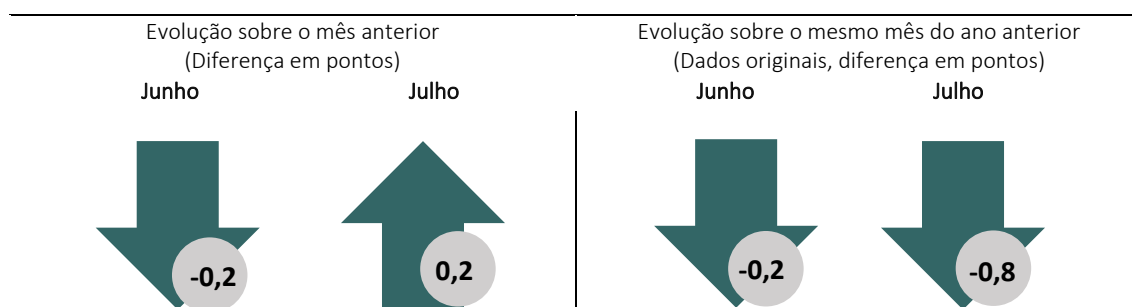 Evolução sobre o mês anterior
(Diferença em pontos)
Junho Julho
-0,2 0,2
Evolução sobre o mesmo mês do ano anterior
(Dados originais, diferença em pontos)
Junho Julho
-0,2 -0,8